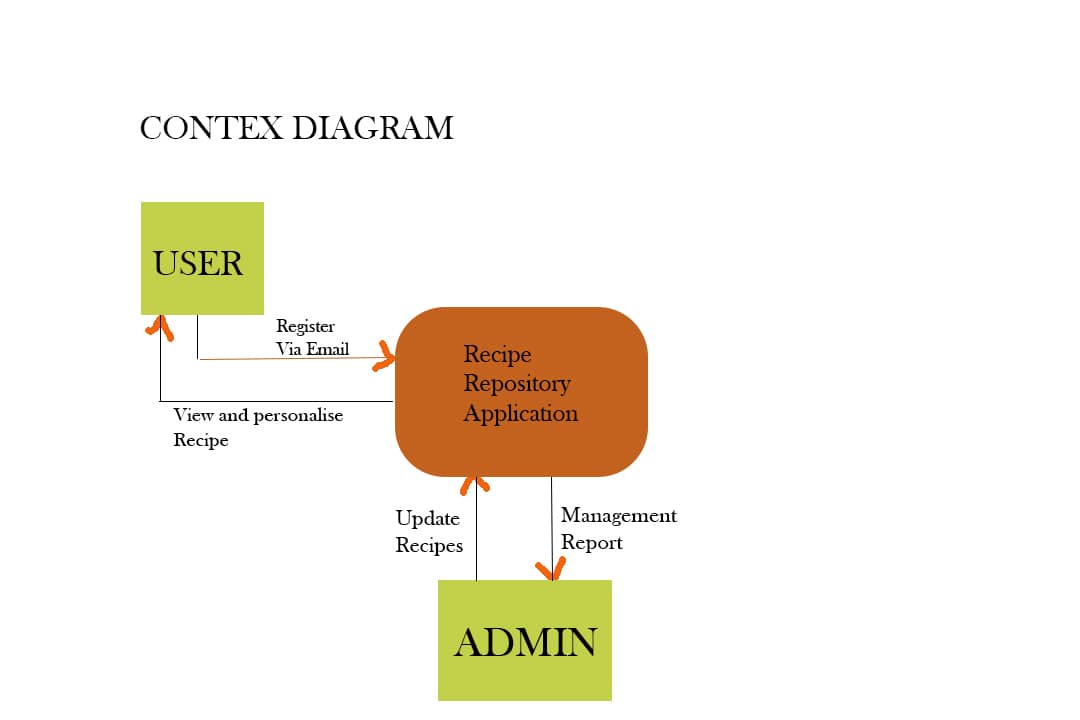 CONTEX DIAGRAM
USER
Register
Via Email
View and personalise
Recipe
Recipe
Repository
Application
Update
Recipes
Management
Report
ADMIN